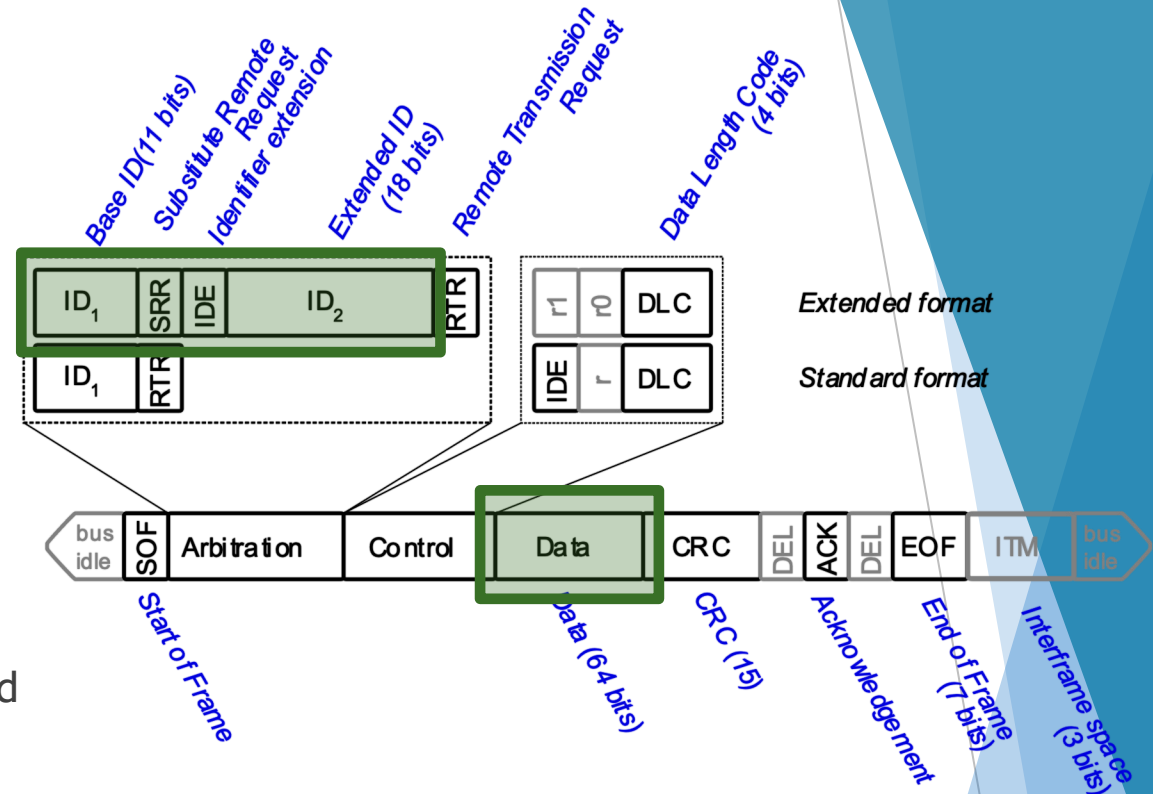 Base ID(11 bits)
Substitute Remote
Request
Identifier extension
Extended ID
(18 bits)
Remote Transmission
Request
Data Length Code
(4 bits)
ID1 SRR IDE ID2 RTR r1 r0 DLC Extended format
ID1 RTR IDE r DLC Standard format
bus
idle
SOF Arbitration Control Data CRC DEL ACK DEL EOF ITM
bus
idle
Start of Frame
Data (64 bits)
CRC (15)
Acknowledgement
End of Frame
(7 bits)
Interframe space
(3 bits)
d